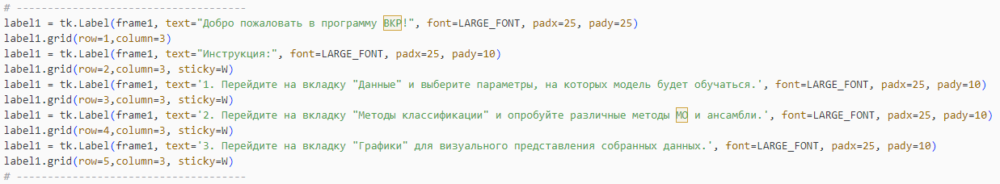 # -------------------------------------
label1 = tk.Label(frame1, text="Добро пожаловать в программу ВКР!", font=LARGE_FONT, padx=25, pady=25)
label1.grid(row=1,column=3)
label1 = tk.Label(frame1, text="Инструкция:", font=LARGE_FONT, padx=25, pady=10)
label1.grid(row=2,column=3, sticky=W)
label1 = tk.Label(frame1, text='1. Перейдите на вкладку "Данные" и выберите параметры, на которых модель будет обучаться.', font=LARGE_FONT, padx=25, pady=10)
label1.grid(row=3,column=3, sticky=W)
label1 = tk.Label(frame1, text='2. Перейдите на вкладку "Методы классификации" и опробуйте различные методы МО и ансамбли.', font=LARGE_FONT, padx=25, pady=10)
label1.grid(row=4,column=3, sticky=W)
label1 = tk.Label(frame1, text='3. Перейдите на вкладку "Графики" для визуального представления собранных данных.', font=LARGE_FONT, padx=25, pady=10)
label1.grid(row=5,column=3, sticky=W)
# -------------------------------------